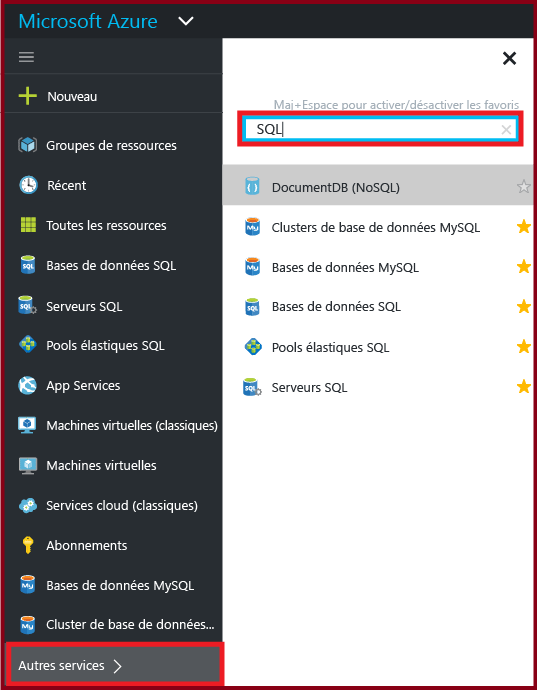 Microsoft Azure
Nouveau
Groupes de ressources
Récent
Toutes les ressources
Bases de données SQL
Serveurs SQL
Pools élastiques SQL
App Services
Machines virtuelles (classiques)
Machines virtuelles
Services cloud (classiques)
Abonnements
Bases de données MySQL
Cluster de base de données...
Autres services
Maj+Espace pour activer/désactiver les favoris
SQL
DocumentDB (NoSQL)
Clusters de base de données MySQL
Bases de données MySQL
Bases de données SQL
Pools élastiques SQL
Serveurs SQL